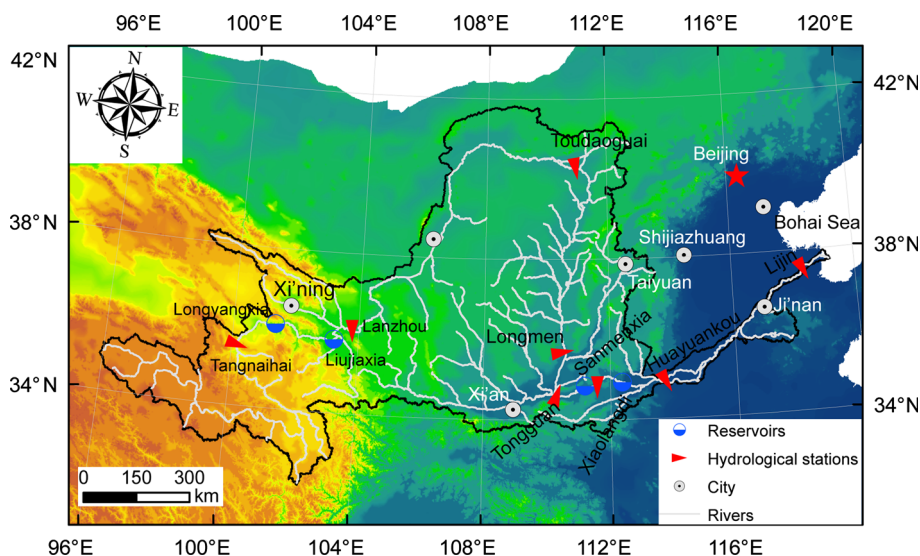 96°E 100°E 104°E 108°E 112°E 116°E 120°E
42°N
42°N
N
W
E
S
Toudaoguai
Beijing
38°N
Bohai Sea
38°N
Shijiazhuang
Lijin
Taiyuan
Xi'ning
Longyangxia
Ji'nan
Lanzhou
Longmen
Sanmenxia
Huayuankou
Tangnaihai
Liujiaxia
34°N
Xi'an
34°N
Tongguan
Xiaolangdi
Reservoirs
Hydrological stations
City
Rivers
0 150 300
km
96°E 100°E 104°E 108°E 112°E 116°E 120°E